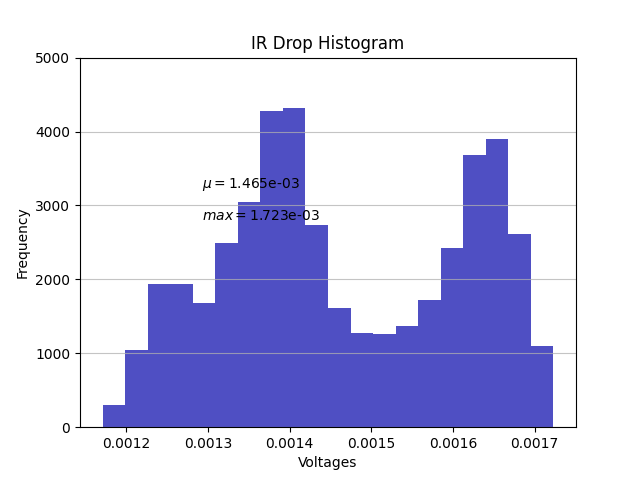 IR Drop Histogram
5000
4000
3000
2000
1000
0
Frequency
μ = 1.465e-03
max = 1.723e-03
0.0012 0.0013 0.0014 0.0015 0.0016 0.0017
Voltages